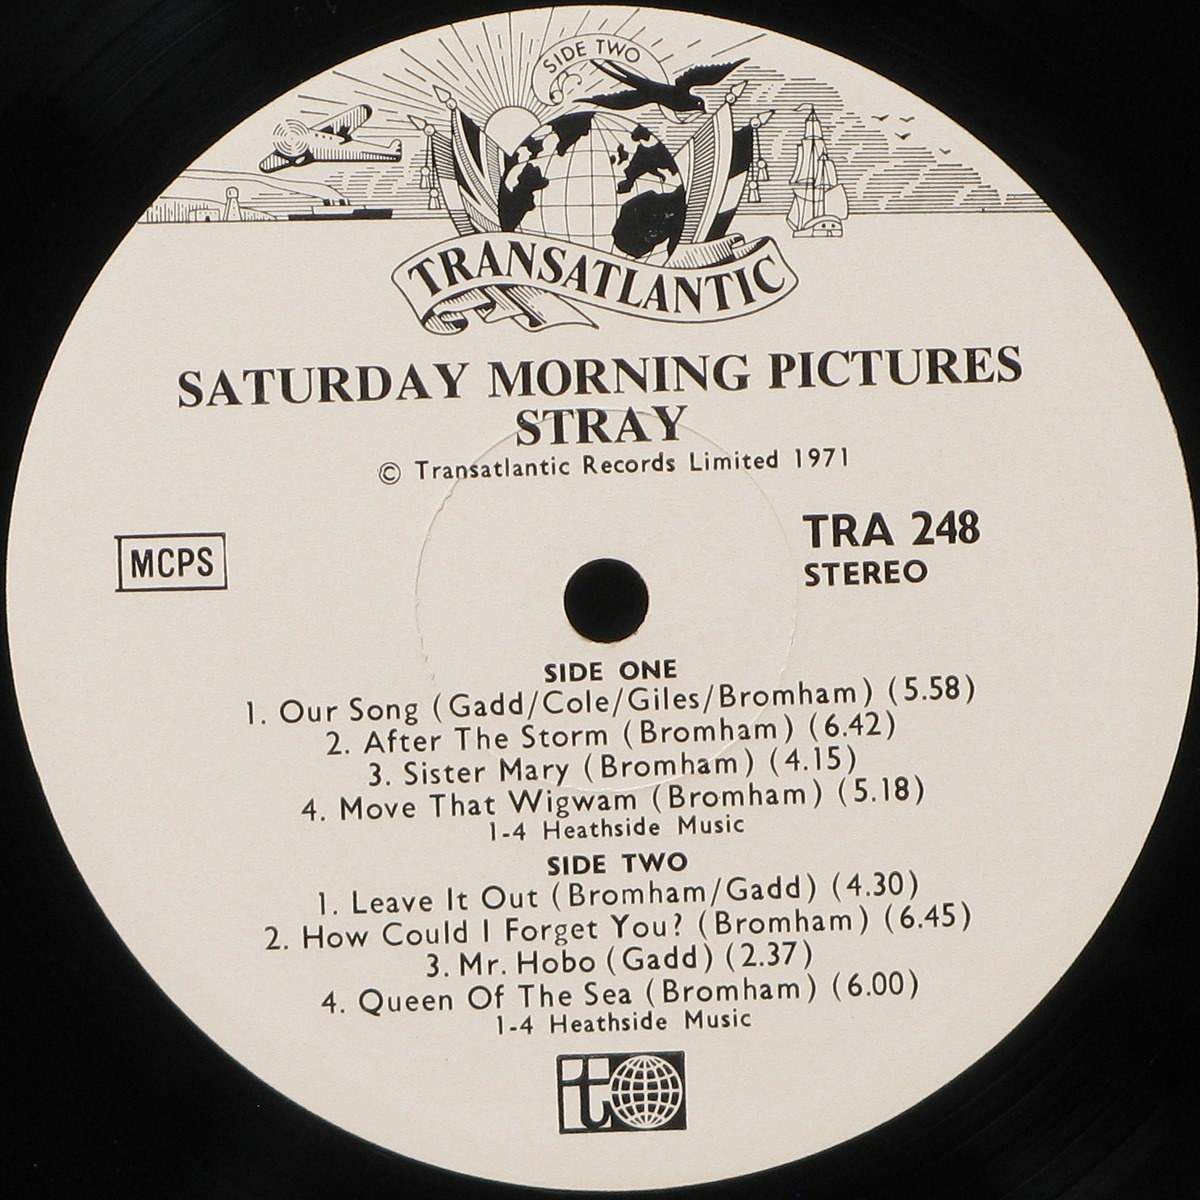 SIDE TWO
TRANSATLANTIC
SATURDAY MORNING PICTURES
STRAY
© Transatlantic Records Limited 1971
MCPS
TRA 248
STEREO
SIDE ONE
1. Our Song (Gadd/Cole/Giles/Bromham) (5.58)
2. After The Storm (Bromham) (6.42)
3. Sister Mary (Bromham) (4.15)
4. Move That Wigwam (Bromham) (5.18)
1-4 Heathside Music
SIDE TWO
1. Leave It Out (Bromham/Gadd) (4.30)
2. How Could I Forget You? (Bromham) (6.45)
3. Mr. Hobo (Gadd) (2.37)
4. Queen Of The Sea (Bromham) (6.00)
1-4 Heathside Music
t